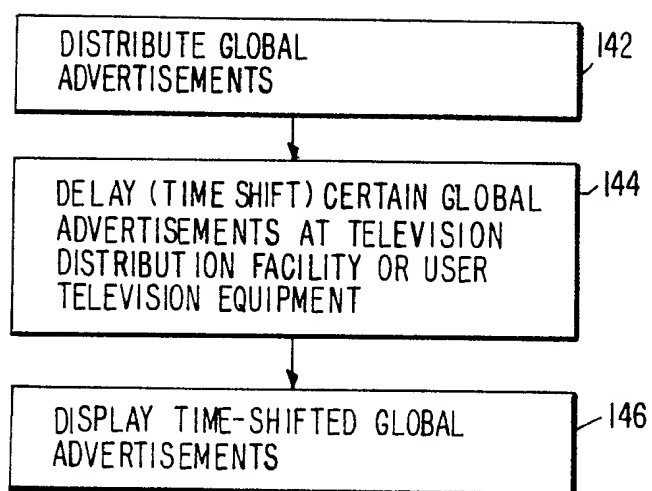 DISTRIBUTE GLOBAL
ADVERTISEMENTS
142
DELAY (TIME SHIFT) CERTAIN GLOBAL
ADVERTISEMENTS AT TELEVISION
DISTRIBUTION FACILITY OR USER
TELEVISION EQUIPMENT
144
DISPLAY TIME-SHIFTED GLOBAL
ADVERTISEMENTS
146